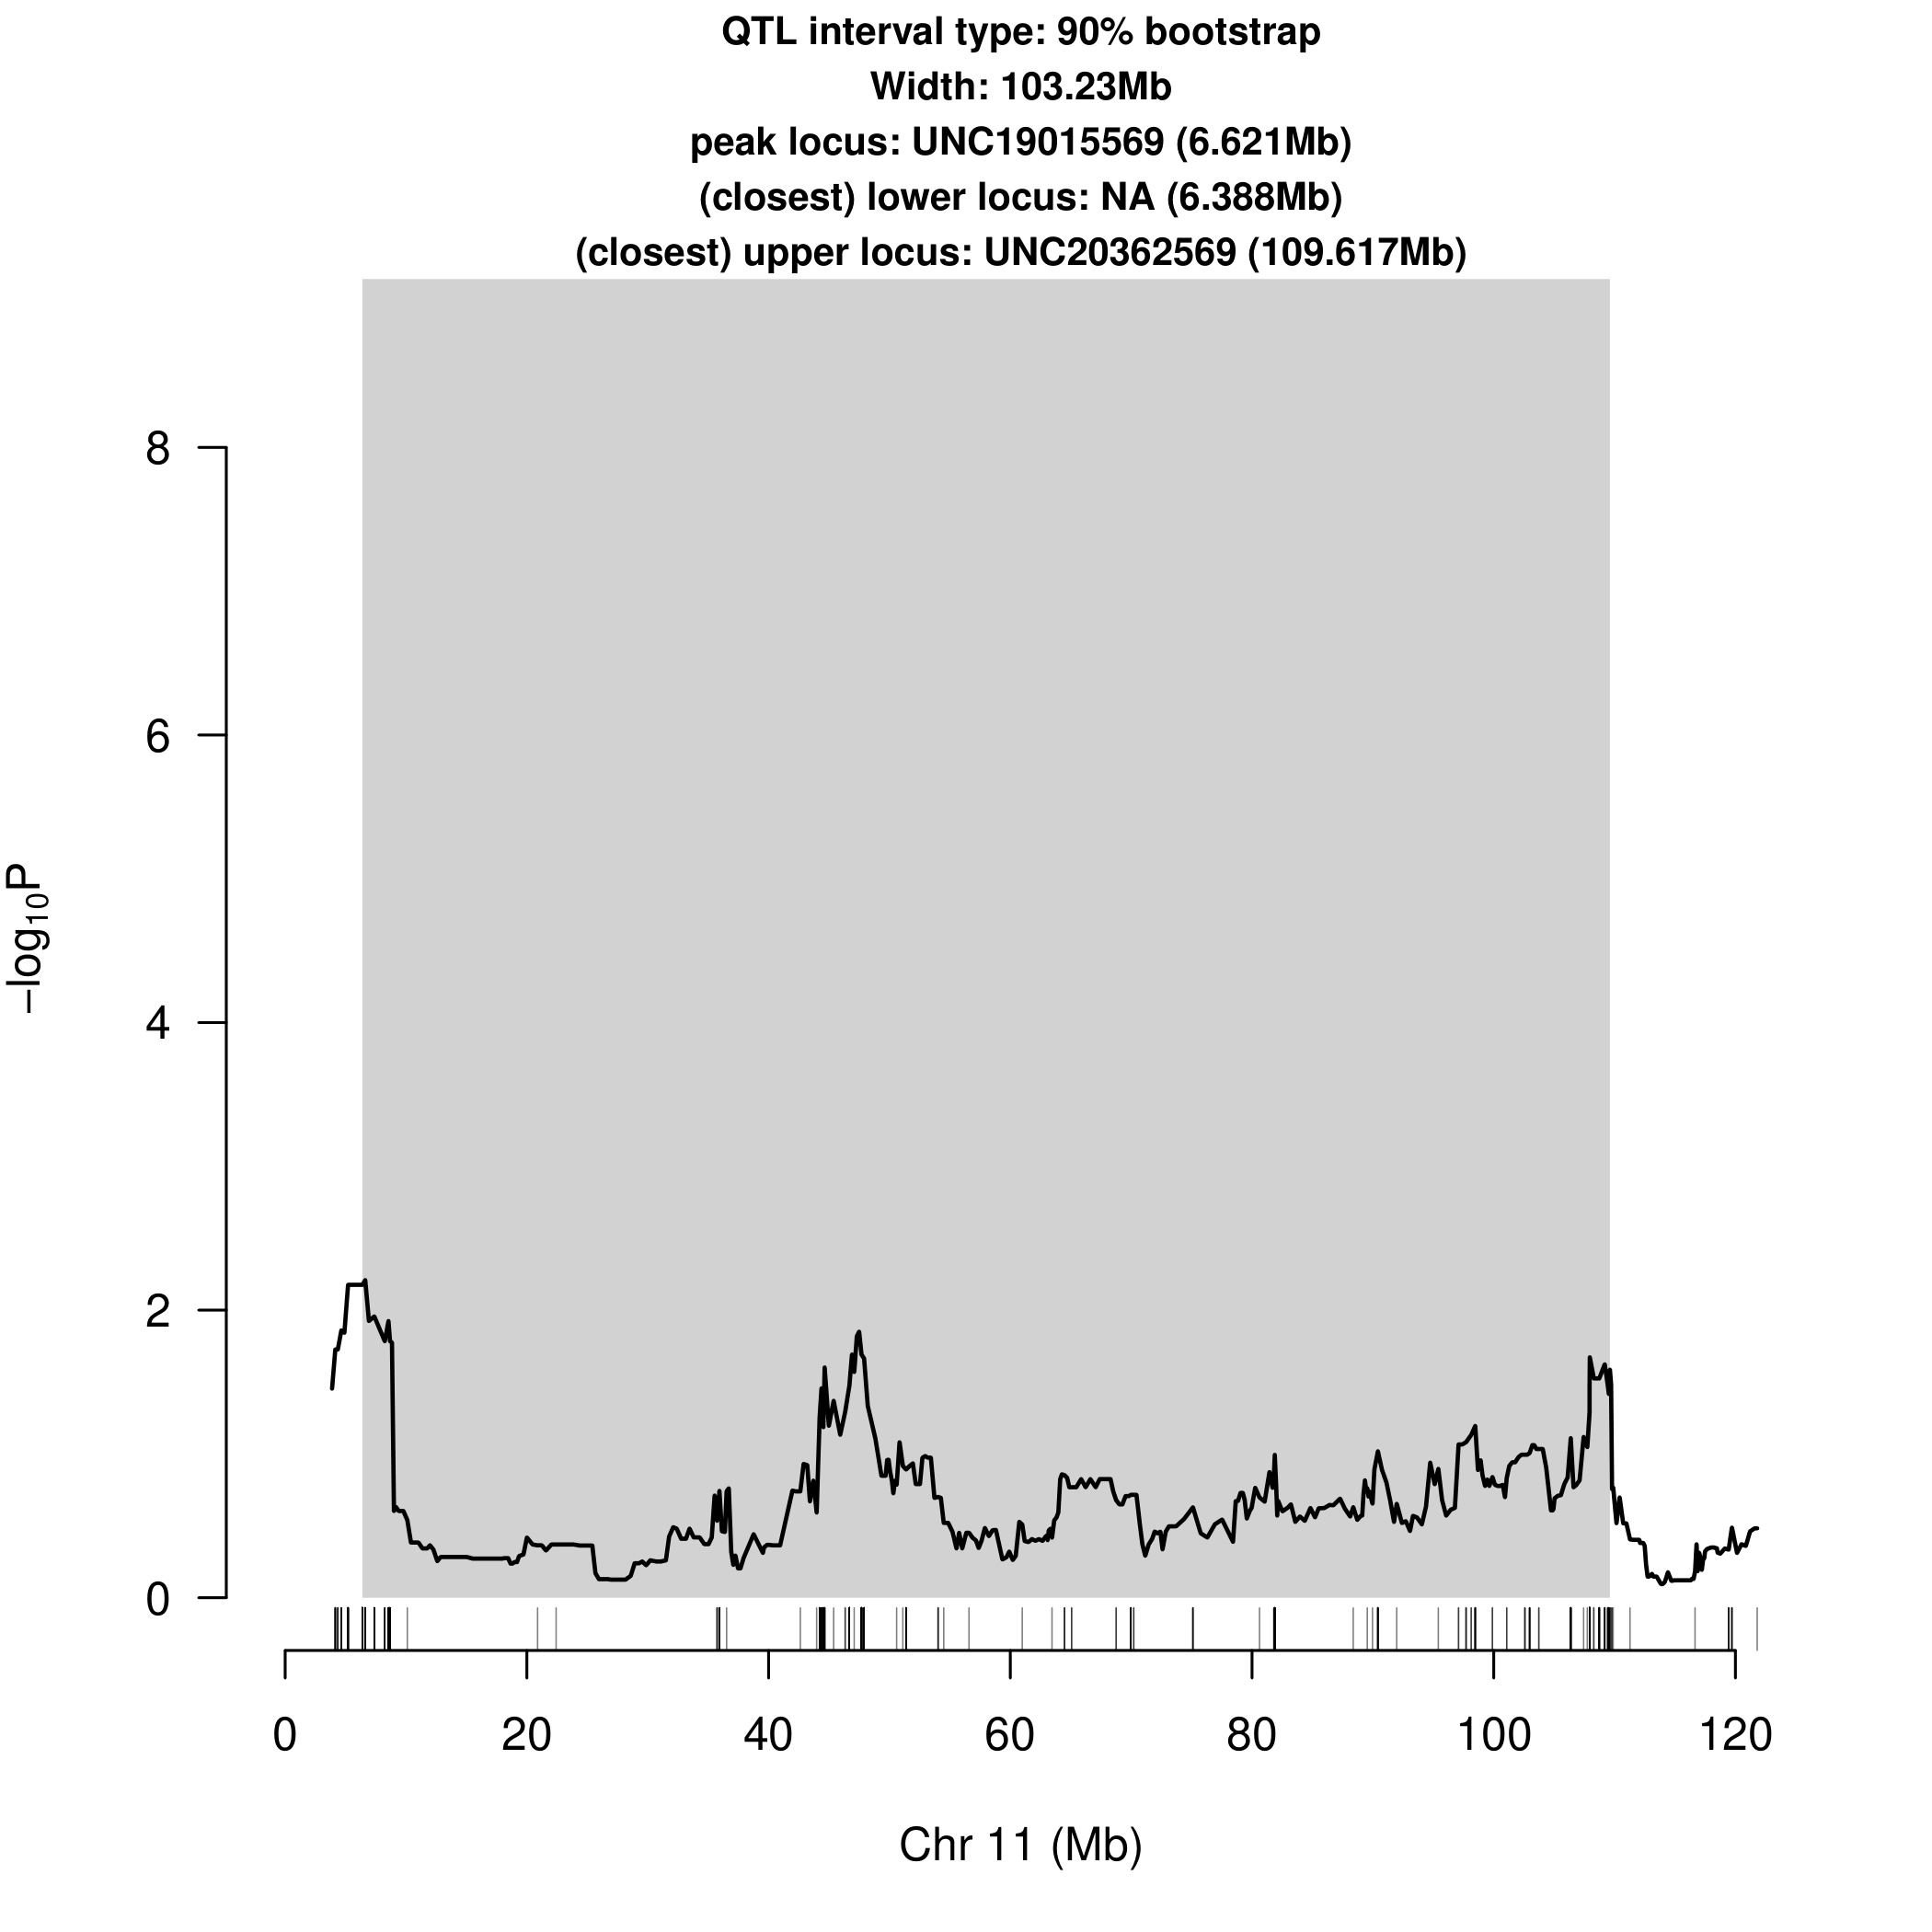 QTL interval type: 90% bootstrap
Width: 103.23Mb
peak locus: UNC19015569 (6.621Mb)
(closest) lower locus: NA (6.388Mb)
(closest) upper locus: UNC20362569 (109.617Mb)
8
6
4
2
0
−log₁₀P
0 20 40 60 80 100 120
Chr 11 (Mb)